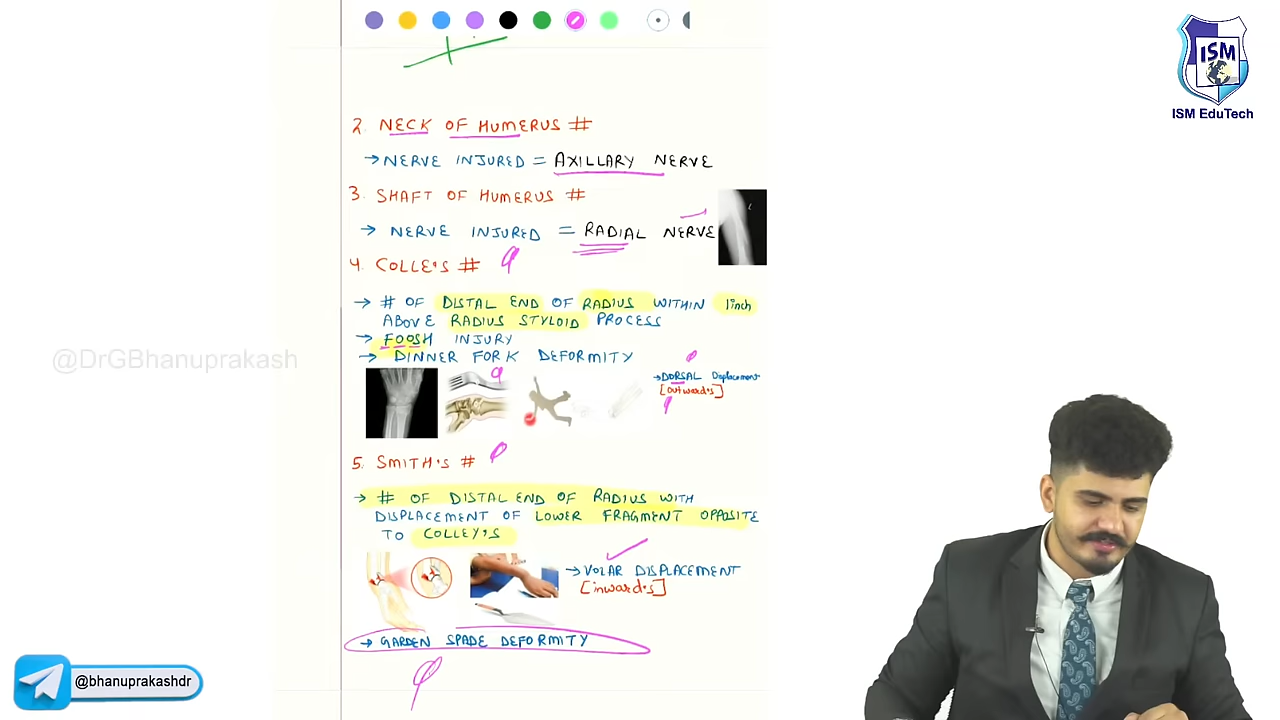 ISM
ISM EduTech
2. NECK OF HUMERUS #
→ NERVE INJURED = AXILLARY NERVE
3. SHAFT OF HUMERUS #
→ NERVE INJURED = RADIAL NERVE
4. COLLE'S #
→ # OF DISTAL END OF RADIUS WITHIN 1inch
ABOVE RADIUS STYLOID PROCESS
→ FOOSH INJURY
→ DINNER FORK DEFORMITY
@DrGBhanuprakash
→ DORSAL Displacement
[outward's]
5. SMITH'S #
→ # OF DISTAL END OF RADIUS WITH
DISPLACEMENT OF LOWER FRAGMENT OPPOSITE
TO COLLEY'S
→ VOLAR DISPLACEMENT
[inward's]
→ GARDEN SPADE DEFORMITY
@bhanuprakashdr